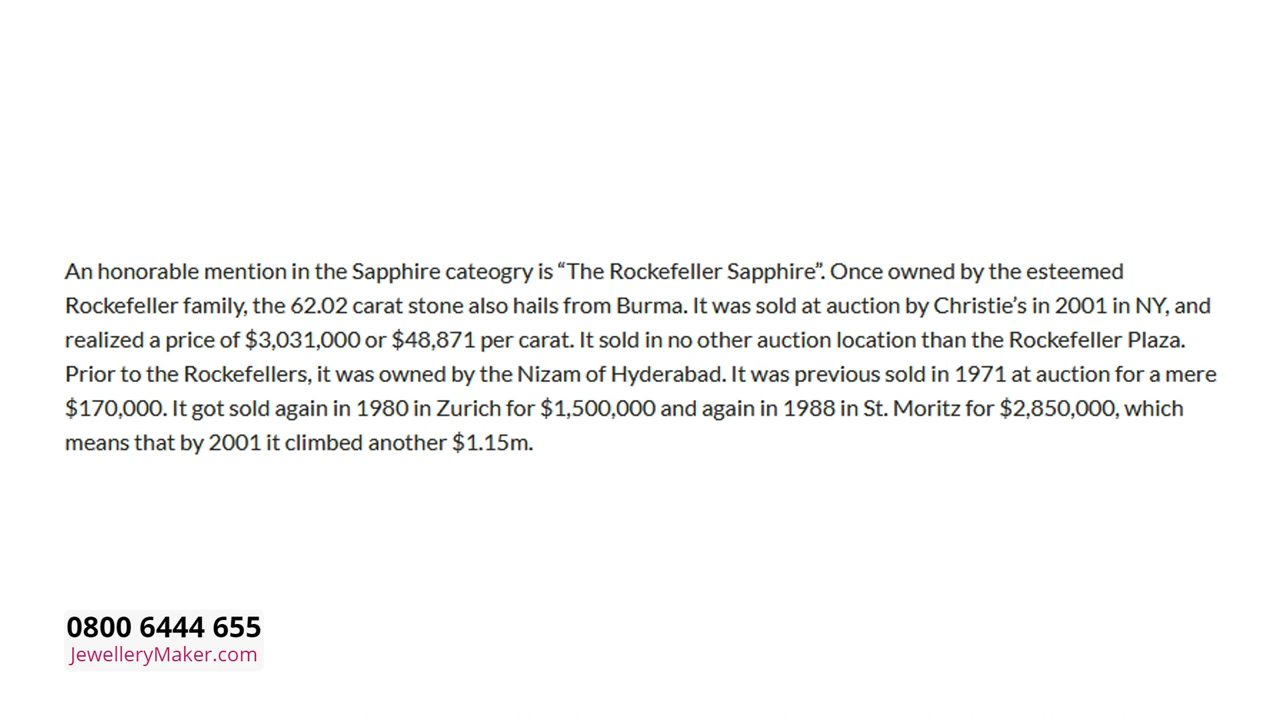 An honorable mention in the Sapphire cateogry is “The Rockefeller Sapphire”. Once owned by the esteemed
Rockefeller family, the 62.02 carat stone also hails from Burma. It was sold at auction by Christie’s in 2001 in NY, and
realized a price of $3,031,000 or $48,871 per carat. It sold in no other auction location than the Rockefeller Plaza.
Prior to the Rockefellers, it was owned by the Nizam of Hyderabad. It was previous sold in 1971 at auction for a mere
$170,000. It got sold again in 1980 in Zurich for $1,500,000 and again in 1988 in St. Moritz for $2,850,000, which
means that by 2001 it climbed another $1.15m.
0800 6444 655
JewelleryMaker.com